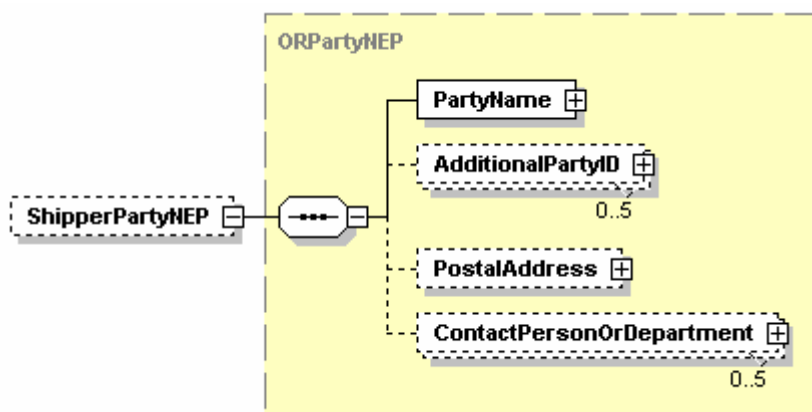 ORPartyNEP
PartyName
AdditionalPartyID
0..5
ShipperPartyNEP
PostalAddress
ContactPersonOrDepartment
0..5